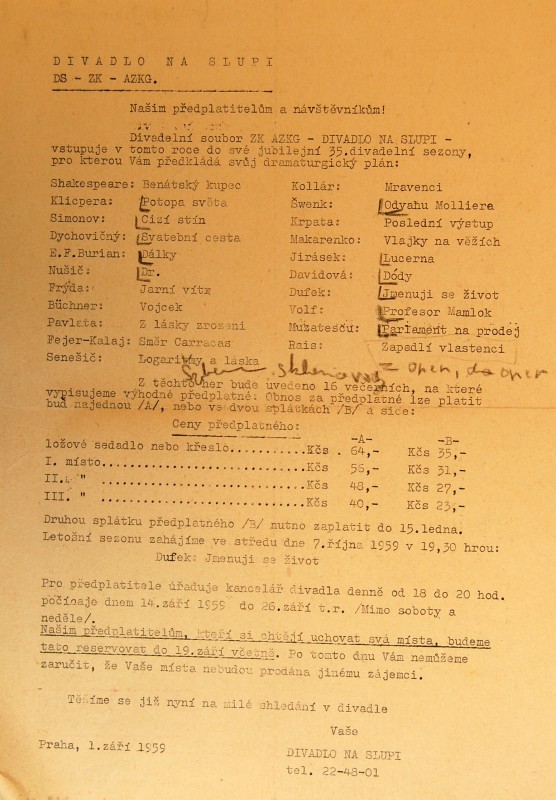 DIVADLO NA SLUPI
DS - ZK - AZKG.
Našim předplatitelům a návštěvníkům!
Divadelní soubor ZK AZKG - DIVADLO NA SLUPI -
vstupuje v tomto roce do své jubilejní 35.divadelní sezony,
pro kterou Vám předkládá svůj dramaturgický plán:
Shakespeare: Benátský kupec
Klicpera: Potopa světa
Simonov: Cizí stín
Dychovičný: Svatební cesta
E.F.Burian: Dálky
Nušič: Dr.
Frýda: Jarní vítr
Büchner: Vojcek
Pavlata: Z lásky zrozeni
Fejer-Kalaj: Směr Carracas
Senešič: Logaritmy a láska
Kollár: Mravenci
Švenk: Odvahu Molliera
Krpata: Poslední výstup
Makarenko: Vlajky na věžích
Jirásek: Lucerna
Davidová: Dódy
Dufek: Jmenuji se život
Volf: Profesor Mamlok
Mužatescu: Parlament na prodej
Rais: Zapadlí vlastenci
z oper, do oper
Z těchto her bude uvedeno 16 večerních, na které
vypisujeme výhodné předplatné: Obnos za předplatné lze platit
buď najednou /A/, nebo ve dvou splátkách /B/ a sice:
Ceny předplatného: -A- -B-
ložové sedadlo nebo křeslo...........Kčs . 64,- Kčs 35,-
I. místo.............................Kčs 56,- Kčs 31,-
II. " ...............................Kčs 48,- Kčs 27,-
III. " ..............................Kčs 40,- Kčs 23,-
Druhou splátku předplatného /B/ nutno zaplatit do 15.ledna.
Letošní sezonu zahájíme ve středu dne 7.října 1959 v 19,30 hrou:
Dufek: Jmenuji se život
Pro předplatitele úřaduje kancelář divadla denně od 18 do 20 hod.
počínaje dnem 14.září 1959 do 26.září t.r. /Mimo soboty a
neděle/.
Našim předplatitelům, kteří si chtějí uchovat svá místa, budeme
tato reservovat do 19.září včetně. Po tomto dnu Vám nemůžeme
zaručit, že Vaše místa nebudou prodána jinému zájemci.
Těšíme se již nyní na milé shledání v divadle
Vaše
Praha, 1.září 1959
DIVADLO NA SLUPI
tel. 22-48-01